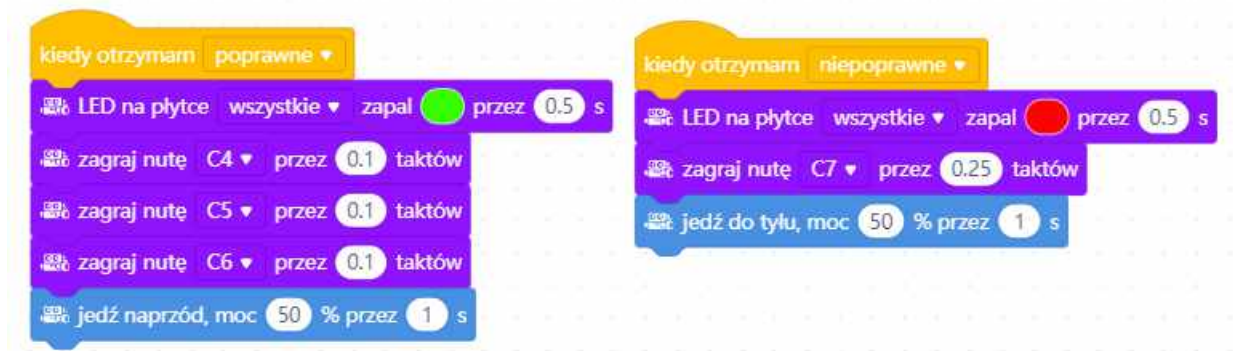 kiedy otrzymam poprawne
LED na płytce wszystkie zapal przez 0.5 s
zagraj nutę C4 przez 0.1 taktów
zagraj nutę C5 przez 0.1 taktów
zagraj nutę C6 przez 0.1 taktów
jedź naprzód, moc 50 % przez 1 s
kiedy otrzymam niepoprawne
LED na płytce wszystkie zapal przez 0.5 s
zagraj nutę C7 przez 0.25 taktów
jedź do tyłu, moc 50 % przez 1 s